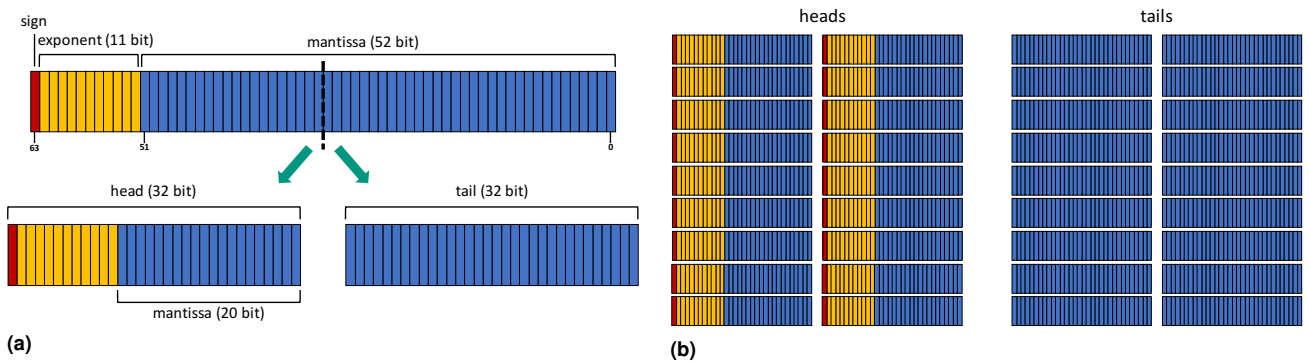 sign
exponent (11 bit)
mantissa (52 bit)
63
51
0
head (32 bit)
tail (32 bit)
mantissa (20 bit)
(a)
heads
tails
(b)